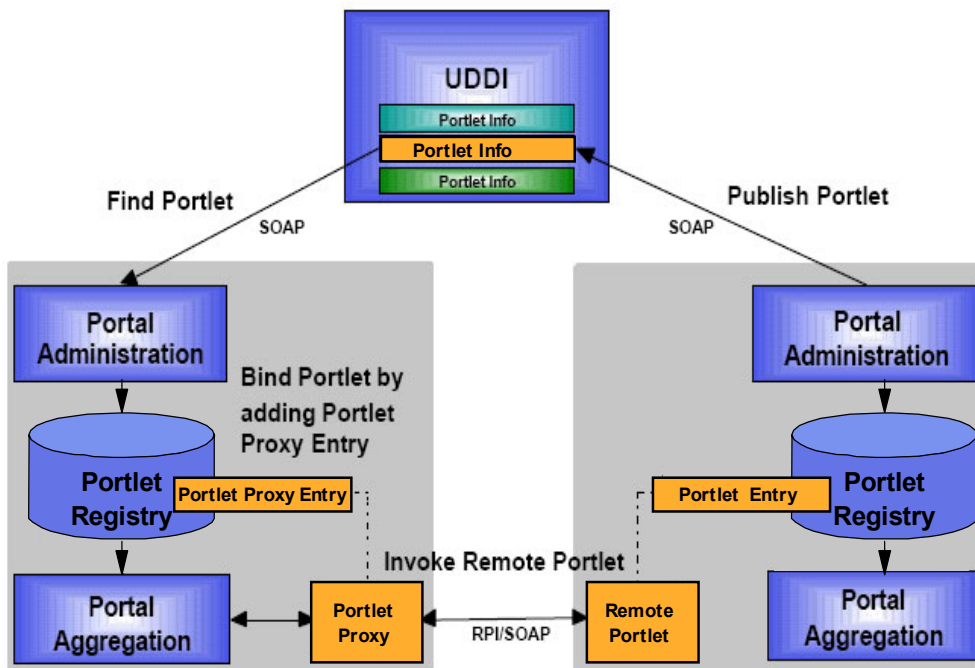 UDDI
Portlet Info
Portlet Info
Portlet Info
Find Portlet
SOAP
Publish Portlet
SOAP
Portal
Administration
Bind Portlet by
adding Portlet
Proxy Entry
Portlet
Registry
Portlet Proxy Entry
Portal
Aggregation
Portlet
Proxy
Invoke Remote Portlet
RPI/SOAP
Portal
Administration
Portlet Entry
Portlet
Registry
Remote
Portlet
Portal
Aggregation